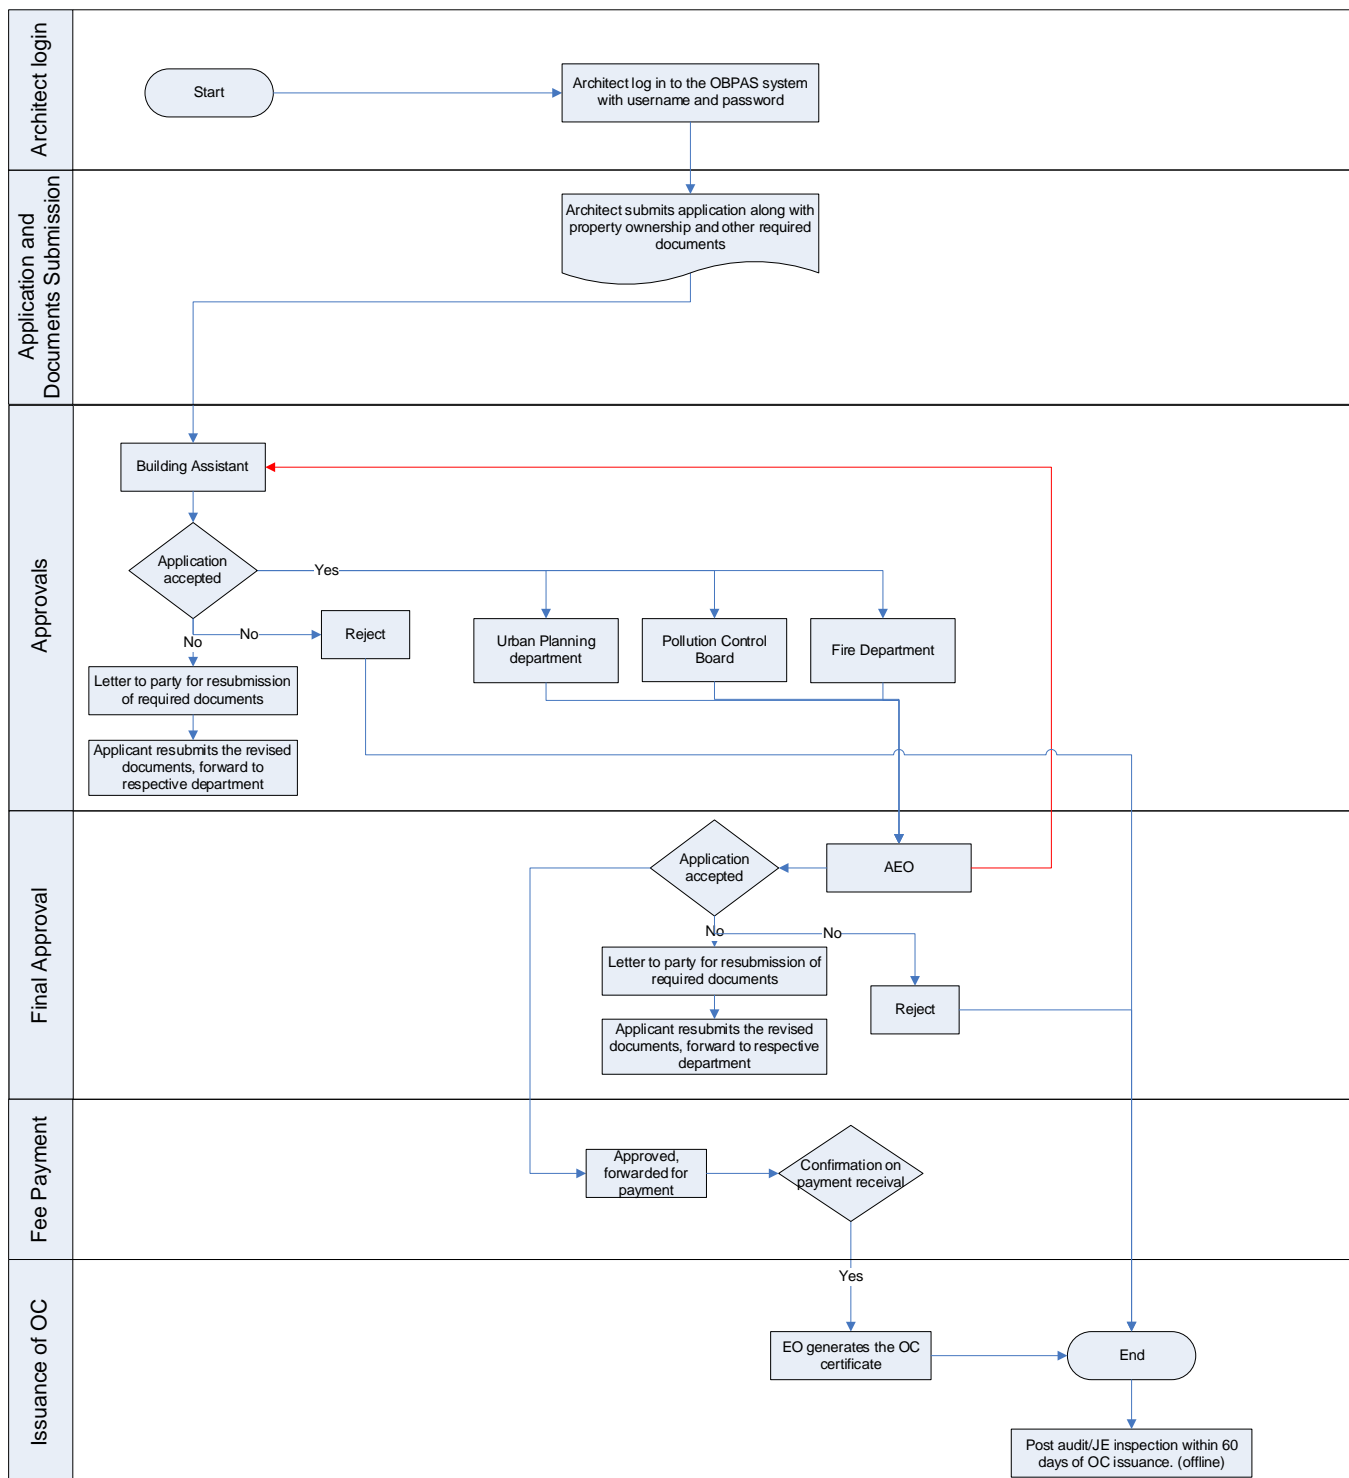 Architect login
Start
Architect log in to the OBPAS system
with username and password
Application and
Documents Submission
Architect submits application along with
property ownership and other required
documents
Approvals
Building Assistant
Application
accepted
Yes
No
No
Reject
Urban Planning
department
Pollution Control
Board
Fire Department
Letter to party for resubmission
of required documents
Applicant resubmits the revised
documents, forward to
respective department
Final Approval
Application
accepted
AEO
No
No
Letter to party for resubmission of
required documents
Reject
Applicant resubmits the revised
documents, forward to respective
department
Fee Payment
Approved,
forwarded for
payment
Confirmation on
payment receival
Issuance of OC
Yes
EO generates the OC
certificate
End
Post audit/JE inspection within 60
days of OC issuance. (offline)